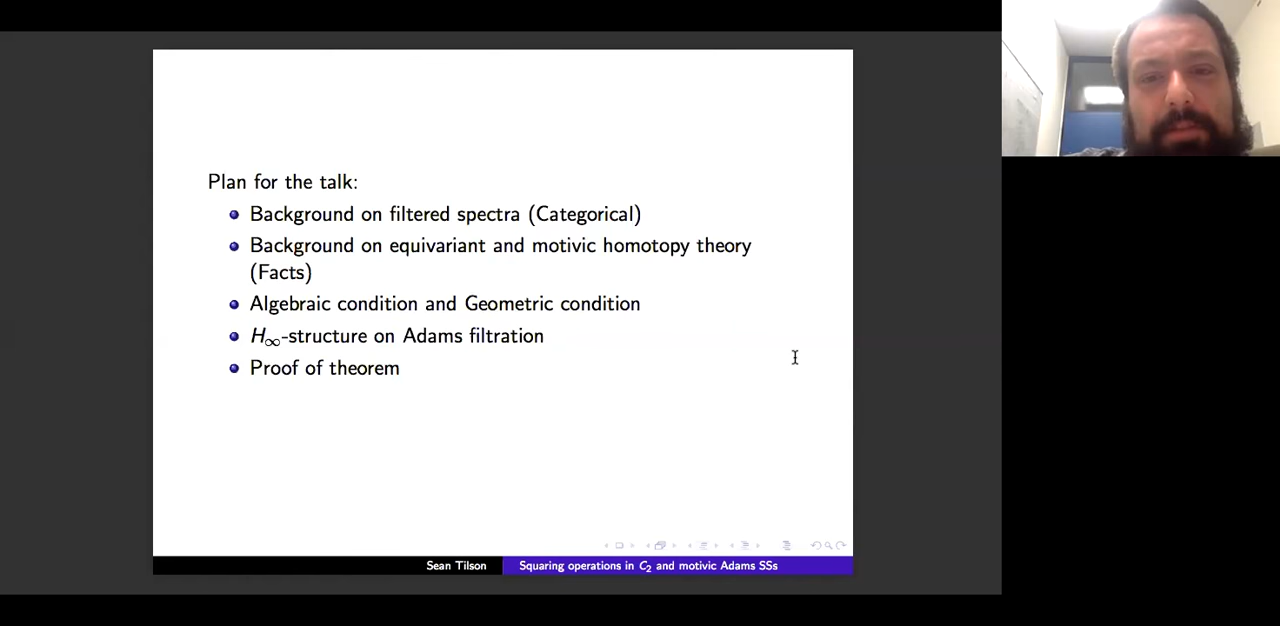 Plan for the talk:
Background on filtered spectra (Categorical)
Background on equivariant and motivic homotopy theory
(Facts)
Algebraic condition and Geometric condition
H∞-structure on Adams filtration
Proof of theorem
Sean Tilson
Squaring operations in C₂ and motivic Adams SSs